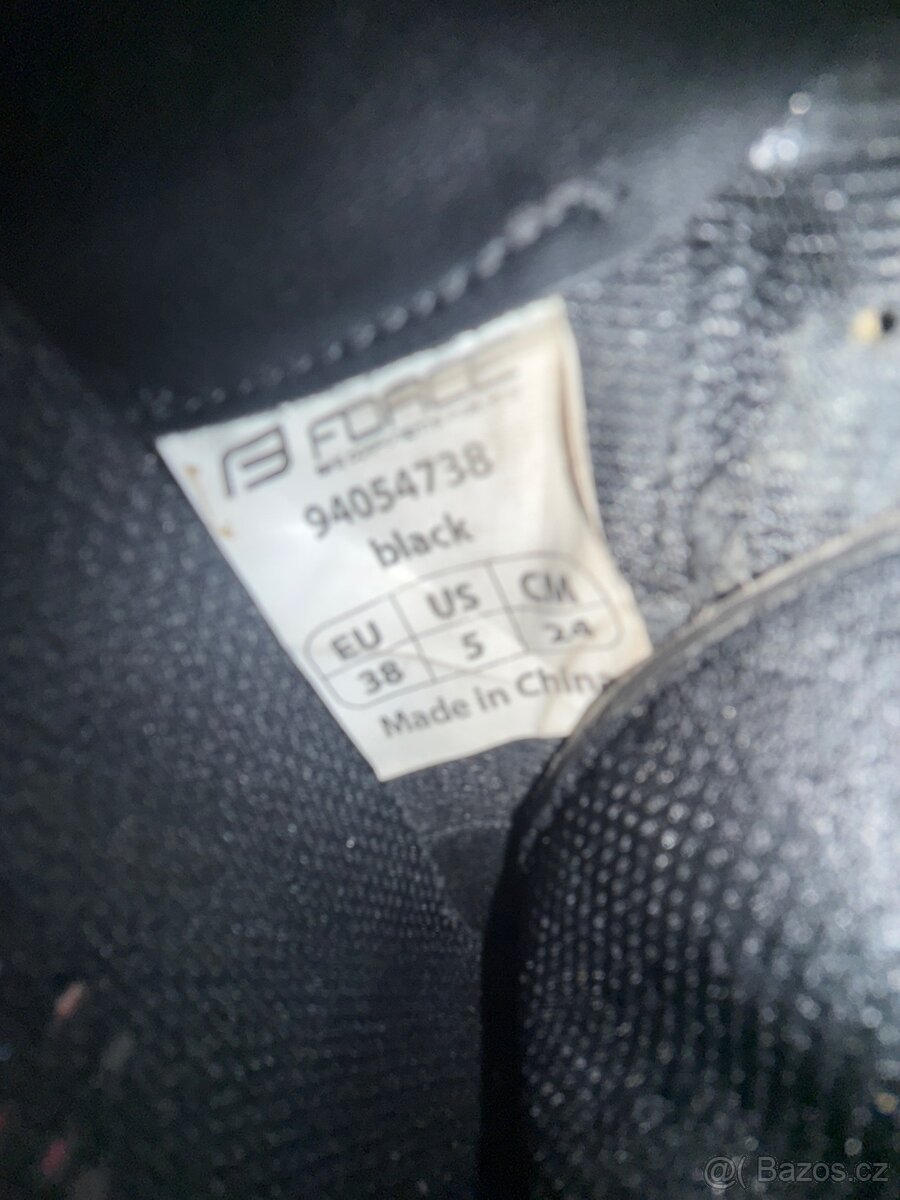 FORCE
94054738
black
EU US CM
38 5 24
Made in China
@( Bazos.cz